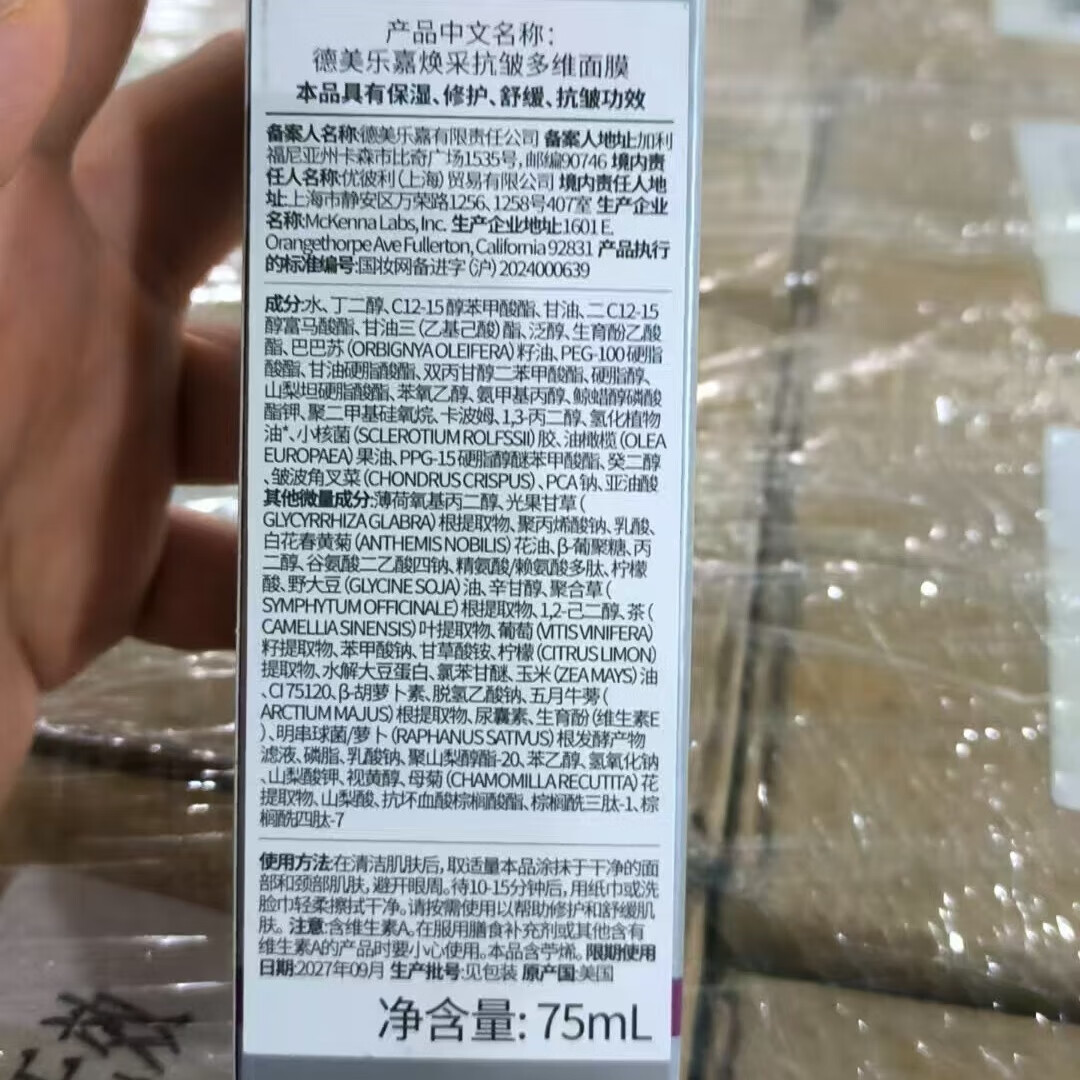 产品中文名称:
德美乐嘉焕采抗皱多维面膜
本品具有保湿、修护、舒缓、抗皱功效
备案人名称:德美乐嘉有限责任公司 备案人地址:加利
福尼亚州卡森市比奇广场1535号,邮编90746 境内责
任人名称:优彼利(上海)贸易有限公司 境内责任人地
址:上海市静安区万荣路1256、1258号407室 生产企业
名称:McKenna Labs, Inc. 生产企业地址:1601 E.
Orangethorpe Ave Fullerton, California 92831 产品执行
的标准编号:国妆网备进字(沪)2024000639
成分:水、丁二醇、C12-15 醇苯甲酸酯、甘油、二 C12-15
醇富马酸酯、甘油三(乙基己酸)酯、泛醇、生育酚乙酸
酯、巴巴苏(ORBIGNYA OLEIFERA)籽油、PEG-100 硬脂
酸酯、甘油硬脂酸酯、双丙甘醇二苯甲酸酯、硬脂醇、
山梨坦硬脂酸酯、苯氧乙醇、氨甲基丙醇、鲸蜡醇磷酸
酯钾、聚二甲基硅氧烷、卡波姆、1,3-丙二醇、氢化植物
油*、小核菌(SCLEROTIUM ROLFSSII)胶、油橄榄(OLEA
EUROPAEA)果油、PPG-15 硬脂醇醚苯甲酸酯、癸二醇
、皱波角叉菜(CHONDRUS CRISPUS)、PCA 钠、亚油酸
其他微量成分:薄荷氧基丙二醇、光果甘草(
GLYCYRRHIZA GLABRA)根提取物、聚丙烯酸钠、乳酸、
白花春黄菊(ANTHEMIS NOBILIS)花油、β-葡聚糖、丙
二醇、谷氨酸二乙酸四钠、精氨酸/赖氨酸多肽、柠檬
酸、野大豆(GLYCINE SOJA)油、辛甘醇、聚合草(
SYMPHYTUM OFFICINALE)根提取物、1,2-己二醇、茶(
CAMELLIA SINENSIS)叶提取物、葡萄(VITIS VINIFERA)
籽提取物、苯甲酸钠、甘草酸铵、柠檬(CITRUS LIMON)
提取物、水解大豆蛋白、氯苯甘醚、玉米(ZEA MAYS)油
、CI 75120、β-胡萝卜素、脱氢乙酸钠、五月牛蒡(
ARCTIUM MAJUS)根提取物、尿囊素、生育酚(维生素E
)、明串球菌/萝卜(RAPHANUS SATIVUS)根发酵产物
滤液、磷脂、乳酸钠、聚山梨醇酯-20、苯乙醇、氢氧化钠
、山梨酸钾、视黄醇、母菊(CHAMOMILLA RECUTITA)花
提取物、山梨酸、抗坏血酸棕榈酸酯、棕榈酰三肽-1、棕
榈酰四肽-7
使用方法:在清洁肌肤后,取适量本品涂抹于干净的面
部和颈部肌肤,避开眼周。待10-15分钟后,用纸巾或洗
脸巾轻柔擦拭干净。请按需使用以帮助修护和舒缓肌
肤。注意:含维生素A。在服用膳食补充剂或其他含有
维生素A的产品时要小心使用。本品含苧烯。限期使用
日期:2027年09月 生产批号:见包装 原产国:美国
净含量: 75mL